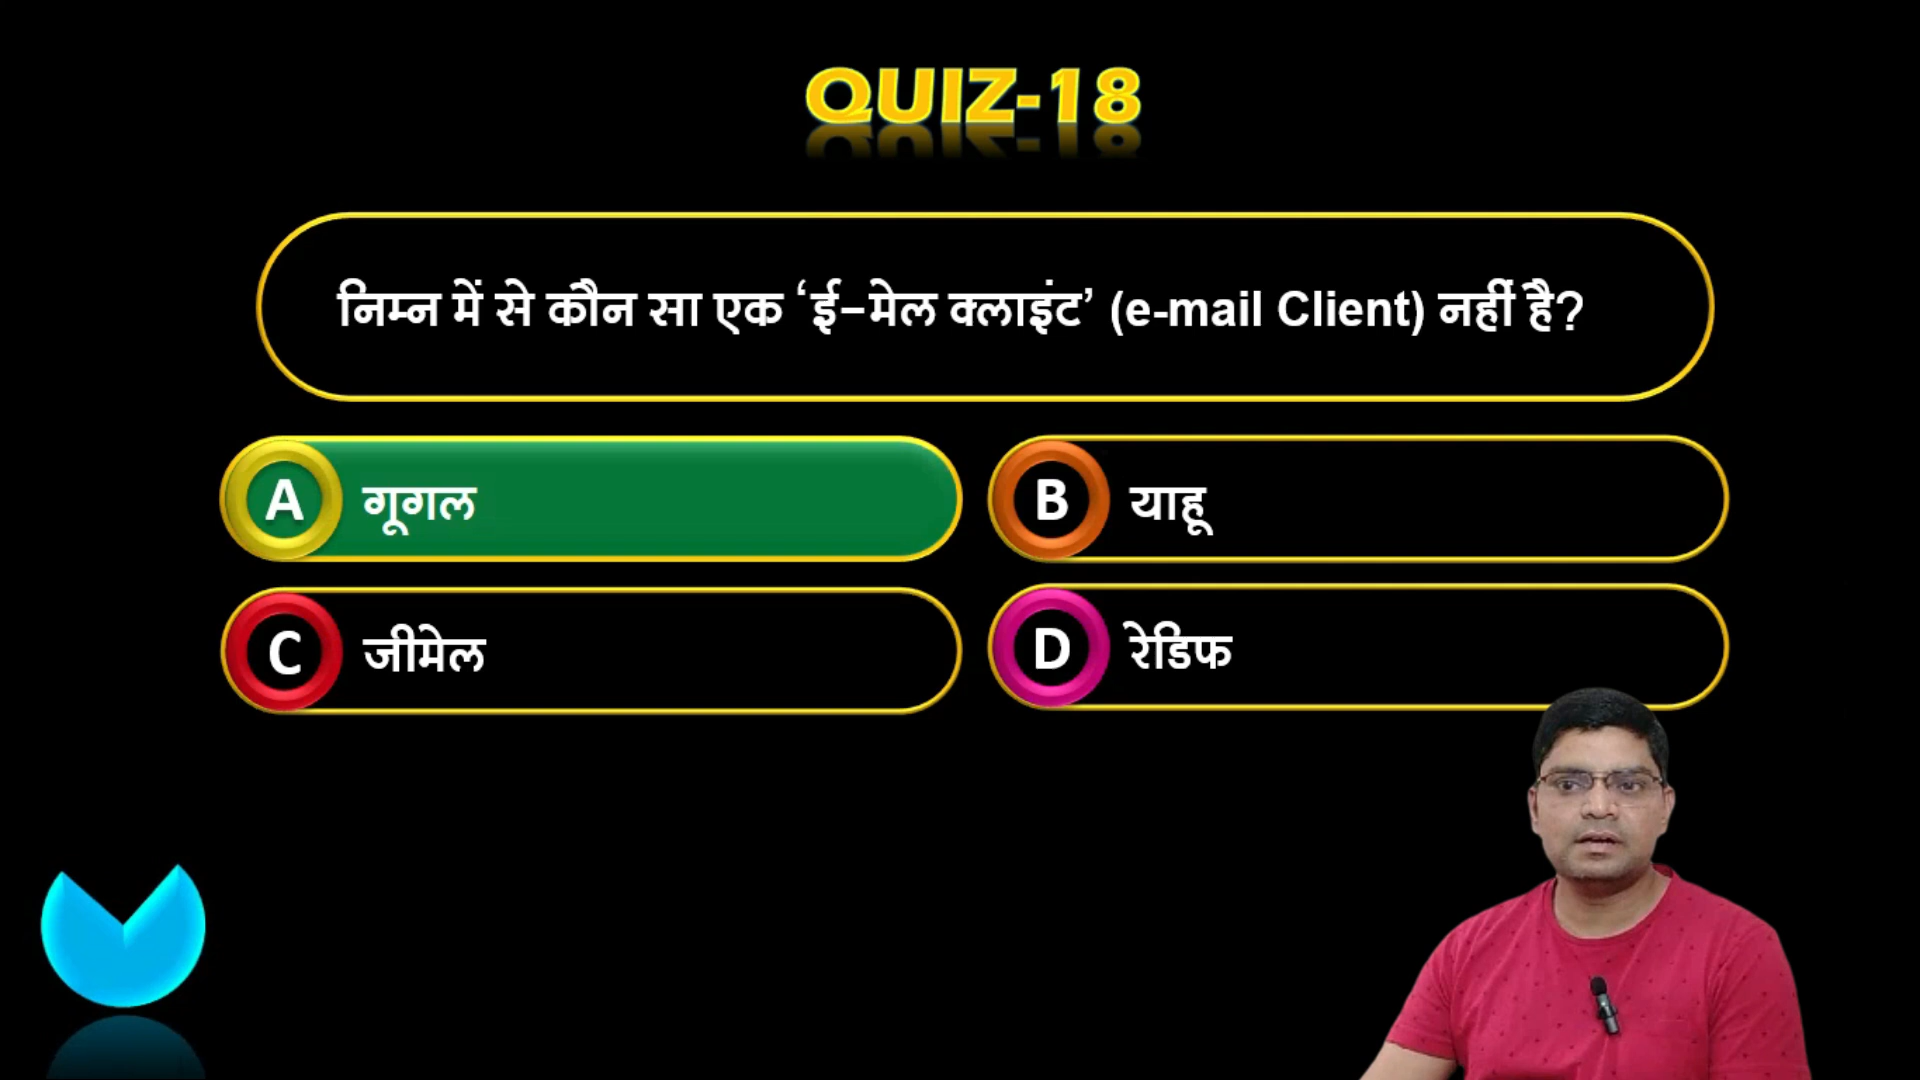 QUIZ-18
निम्न में से कौन सा एक ‘ई-मेल क्लाइंट’ (e-mail Client) नहीं है?
A गूगल
B याहू
C जीमेल
D रेडिफ